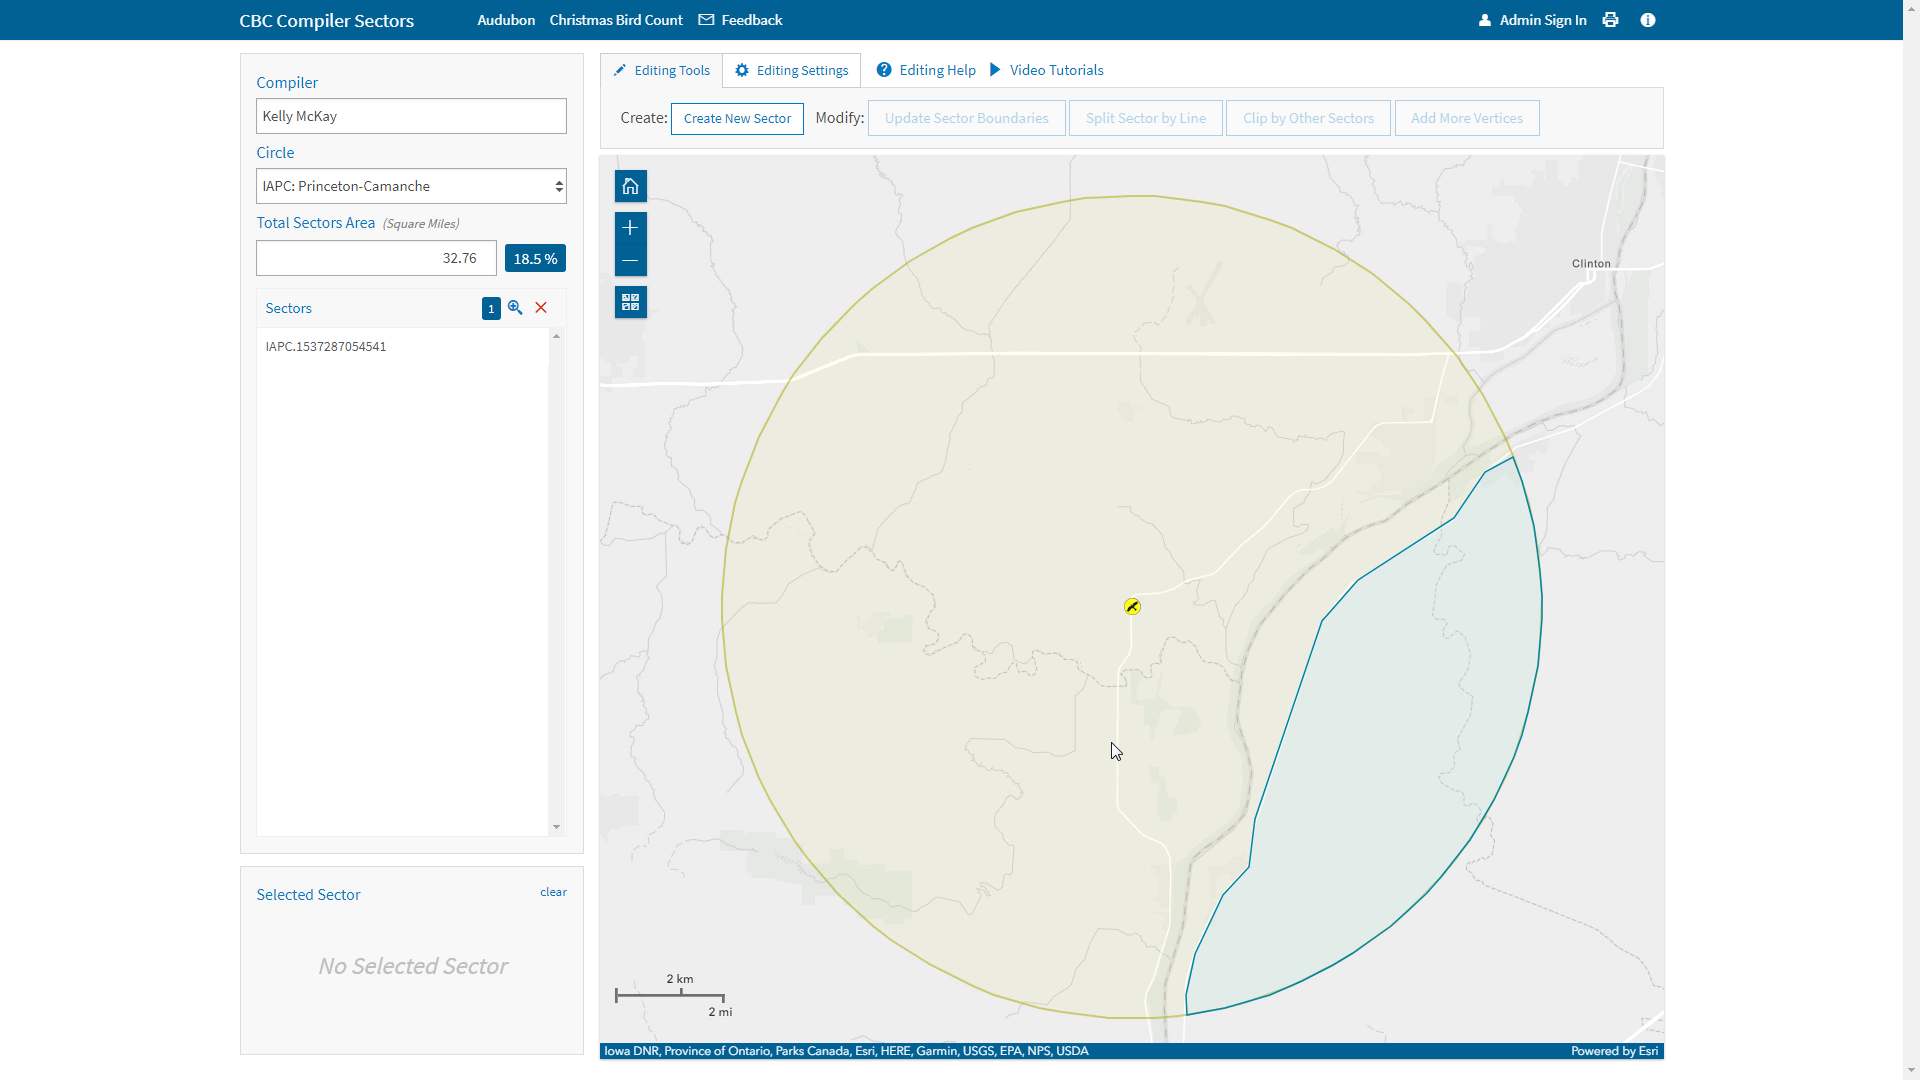 CBC Compiler Sectors
Audubon
Christmas Bird Count
Feedback
Admin Sign In
Compiler
Kelly McKay
Circle
IAPC: Princeton-Camanche
Total Sectors Area (Square Miles)
32.76
18.5 %
Sectors
1
IAPC.1537287054541
Selected Sector
clear
No Selected Sector
Editing Tools
Editing Settings
Editing Help
Video Tutorials
Create:
Create New Sector
Modify:
Update Sector Boundaries
Split Sector by Line
Clip by Other Sectors
Add More Vertices
Clinton
2 km
2 mi
Iowa DNR, Province of Ontario, Parks Canada, Esri, HERE, Garmin, USGS, EPA, NPS, USDA
Powered by Esri